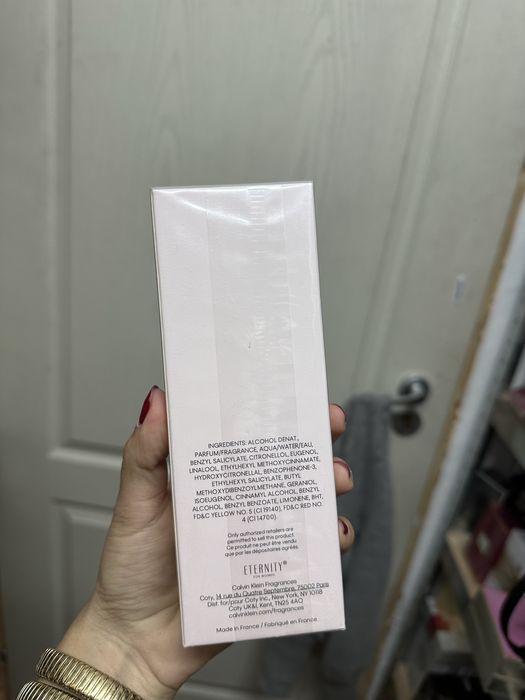 INGREDIENTS: ALCOHOL DENAT.,
PARFUM/FRAGRANCE, AQUA/WATER/EAU,
BENZYL SALICYLATE, CITRONELLOL, EUGENOL,
LINALOOL, ETHYLHEXYL METHOXYCINNAMATE,
HYDROXYCITRONELLAL, BENZOPHENONE-3,
ETHYLHEXYL SALICYLATE, BUTYL
METHOXYDIBENZOYLMETHANE, GERANIOL,
ISOEUGENOL, CINNAMYL ALCOHOL, BENZYL
ALCOHOL, BENZYL BENZOATE, LIMONENE, BHT,
FD&C YELLOW NO. 5 (CI 19140), FD&C RED NO.
4 (CI 14700).
Only authorized retailers are
permitted to sell this product
Ce produit ne peut être vendu
que par les dépositaires agréés.
ETERNITY®
FOR WOMEN
Calvin Klein Fragrances
Coty, 14 rue du Quatre Septembre, 75002 Paris
Dist. for/pour Coty Inc., New York, NY 10118
Coty UK&I, Kent, TN25 4AQ
calvinklein.com/fragrances
Made in France / Fabriqué en France